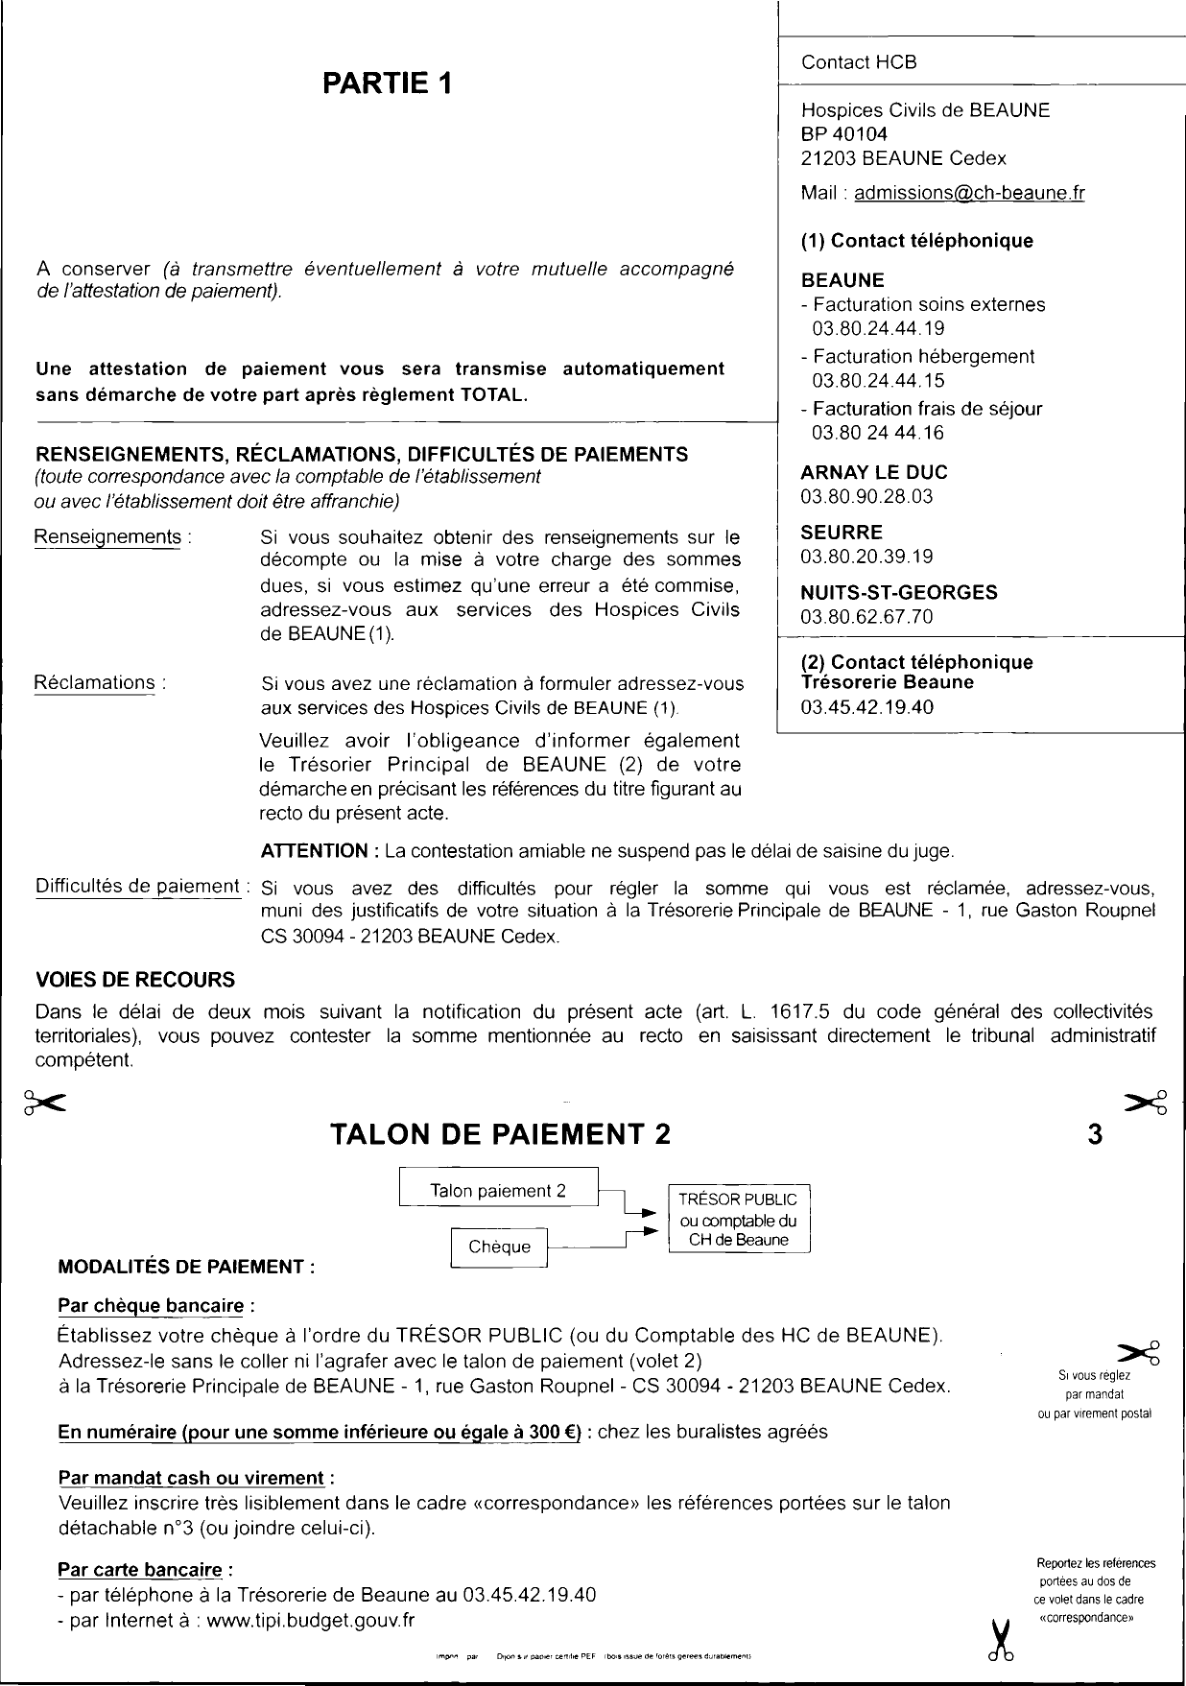 PARTIE 1
A conserver (à transmettre éventuellement à votre mutuelle accompagné
de l'attestation de paiement).
Une attestation de paiement vous sera transmise automatiquement
sans démarche de votre part après règlement TOTAL.
Contact HCB
Hospices Civils de BEAUNE
BP 40104
21203 BEAUNE Cedex
Mail : admissions@ch-beaune.fr
(1) Contact téléphonique
BEAUNE
- Facturation soins externes
03.80.24.44.19
- Facturation hébergement
03.80.24.44.15
- Facturation frais de séjour
03.80 24 44.16
ARNAY LE DUC
03.80.90.28.03
SEURRE
03.80.20.39.19
NUITS-ST-GEORGES
03.80.62.67.70
(2) Contact téléphonique
Trésorerie Beaune
03.45.42.19.40
RENSEIGNEMENTS, RÉCLAMATIONS, DIFFICULTÉS DE PAIEMENTS
(toute correspondance avec la comptable de l'établissement
ou avec l'établissement doit être affranchie)
Renseignements : Si vous souhaitez obtenir des renseignements sur le
décompte ou la mise à votre charge des sommes
dues, si vous estimez qu'une erreur a été commise,
adressez-vous aux services des Hospices Civils
de BEAUNE (1).
Réclamations : Si vous avez une réclamation à formuler adressez-vous
aux services des Hospices Civils de BEAUNE (1).
Veuillez avoir l'obligeance d'informer également
le Trésorier Principal de BEAUNE (2) de votre
démarche en précisant les références du titre figurant au
recto du présent acte.
ATTENTION : La contestation amiable ne suspend pas le délai de saisine du juge.
Difficultés de paiement : Si vous avez des difficultés pour régler la somme qui vous est réclamée, adressez-vous,
muni des justificatifs de votre situation à la Trésorerie Principale de BEAUNE - 1, rue Gaston Roupnel
CS 30094 - 21203 BEAUNE Cedex.
VOIES DE RECOURS
Dans le délai de deux mois suivant la notification du présent acte (art. L. 1617.5 du code général des collectivités
territoriales), vous pouvez contester la somme mentionnée au recto en saisissant directement le tribunal administratif
compétent.
TALON DE PAIEMENT 2
3
Talon paiement 2
Chèque
TRÉSOR PUBLIC
ou comptable du
CH de Beaune
MODALITÉS DE PAIEMENT :
Par chèque bancaire :
Établissez votre chèque à l'ordre du TRÉSOR PUBLIC (ou du Comptable des HC de BEAUNE).
Adressez-le sans le coller ni l'agrafer avec le talon de paiement (volet 2)
à la Trésorerie Principale de BEAUNE - 1, rue Gaston Roupnel - CS 30094 - 21203 BEAUNE Cedex.
En numéraire (pour une somme inférieure ou égale à 300 €) : chez les buralistes agréés
Par mandat cash ou virement :
Veuillez inscrire très lisiblement dans le cadre «correspondance» les références portées sur le talon
détachable n°3 (ou joindre celui-ci).
Par carte bancaire :
- par téléphone à la Trésorerie de Beaune au 03.45.42.19.40
- par Internet à : www.tipi.budget.gouv.fr
Si vous réglez
par mandat
ou par virement postal
Reportez les references
portées au dos de
ce volet dans le cadre
«correspondance»
par Dijon papier certifié PEF bois issue de forêts gerees durablement